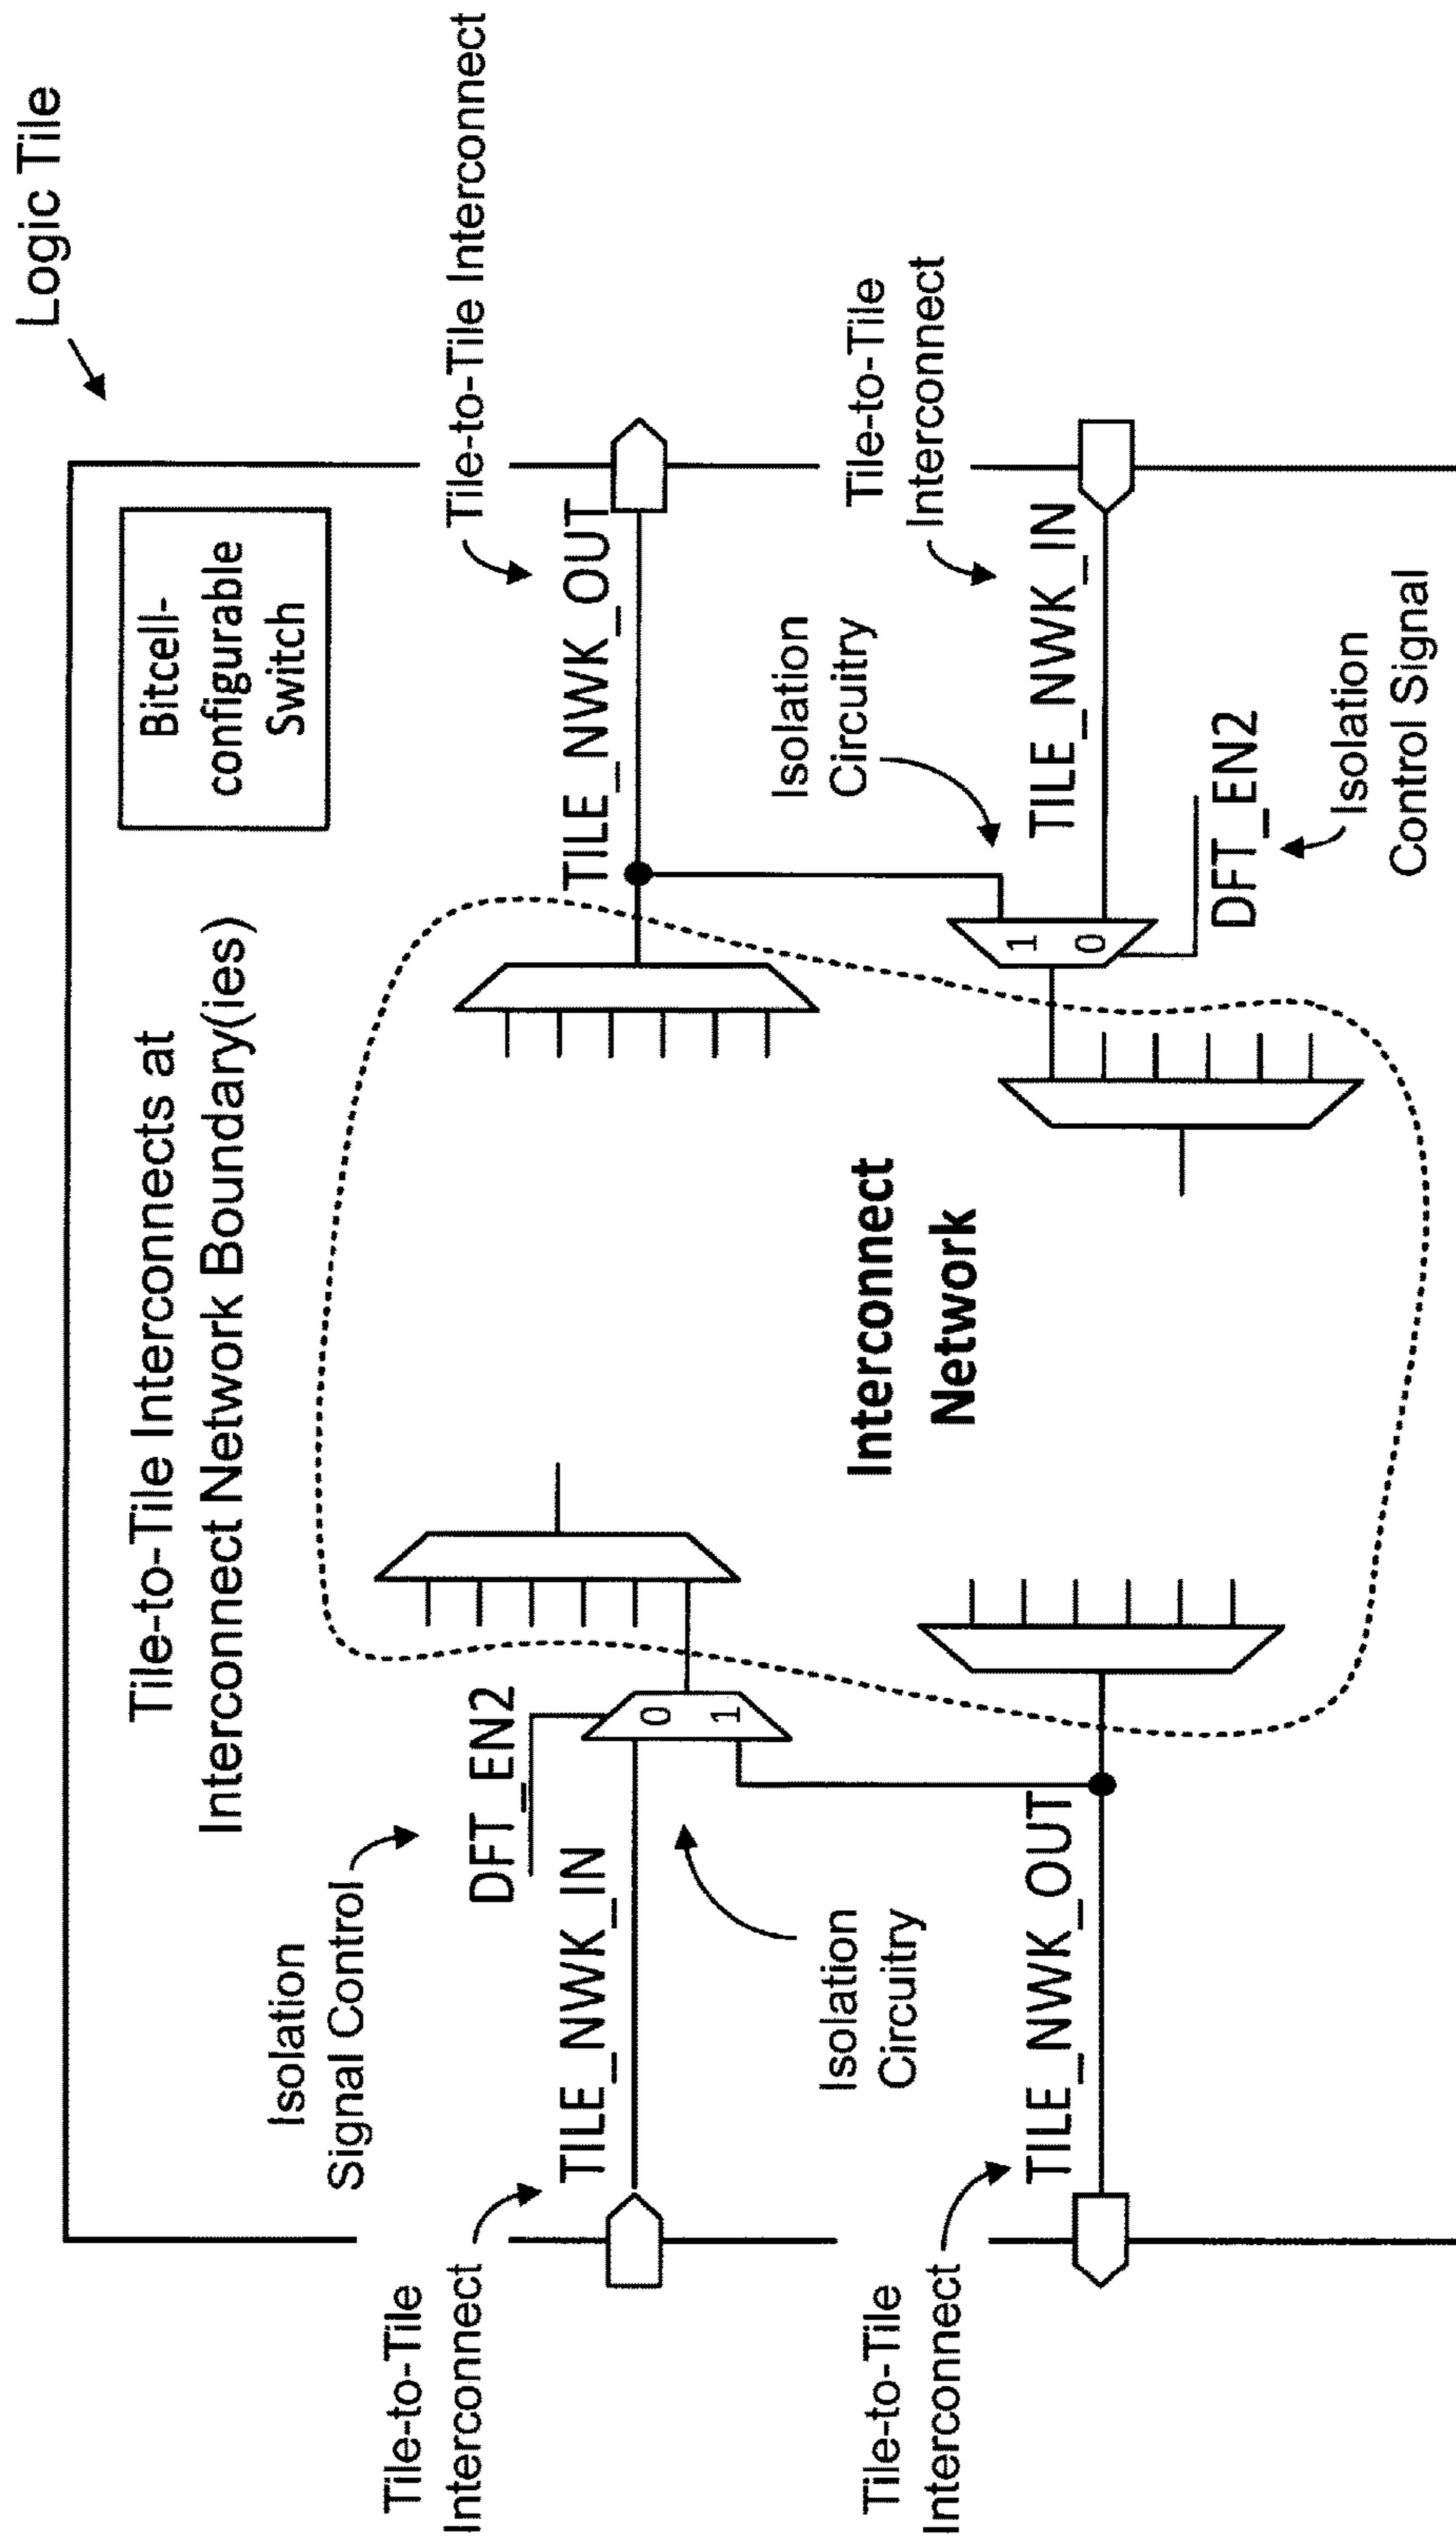 Logic Tile
Tile-to-Tile Interconnects at
Interconnect Network Boundary(ies)
Bitcell-
configurable
Switch
Isolation
Signal Control
DFT_EN2
Tile-to-Tile
Interconnect
TILE_NWK_IN
0
1
Isolation
Circuitry
Tile-to-Tile
Interconnect
TILE_NWK_OUT
Interconnect
Network
Tile-to-Tile Interconnect
TILE_NWK_OUT
Isolation
Circuitry
Tile-to-Tile
Interconnect
TILE_NWK_IN
1
0
DFT_EN2
Isolation
Control Signal